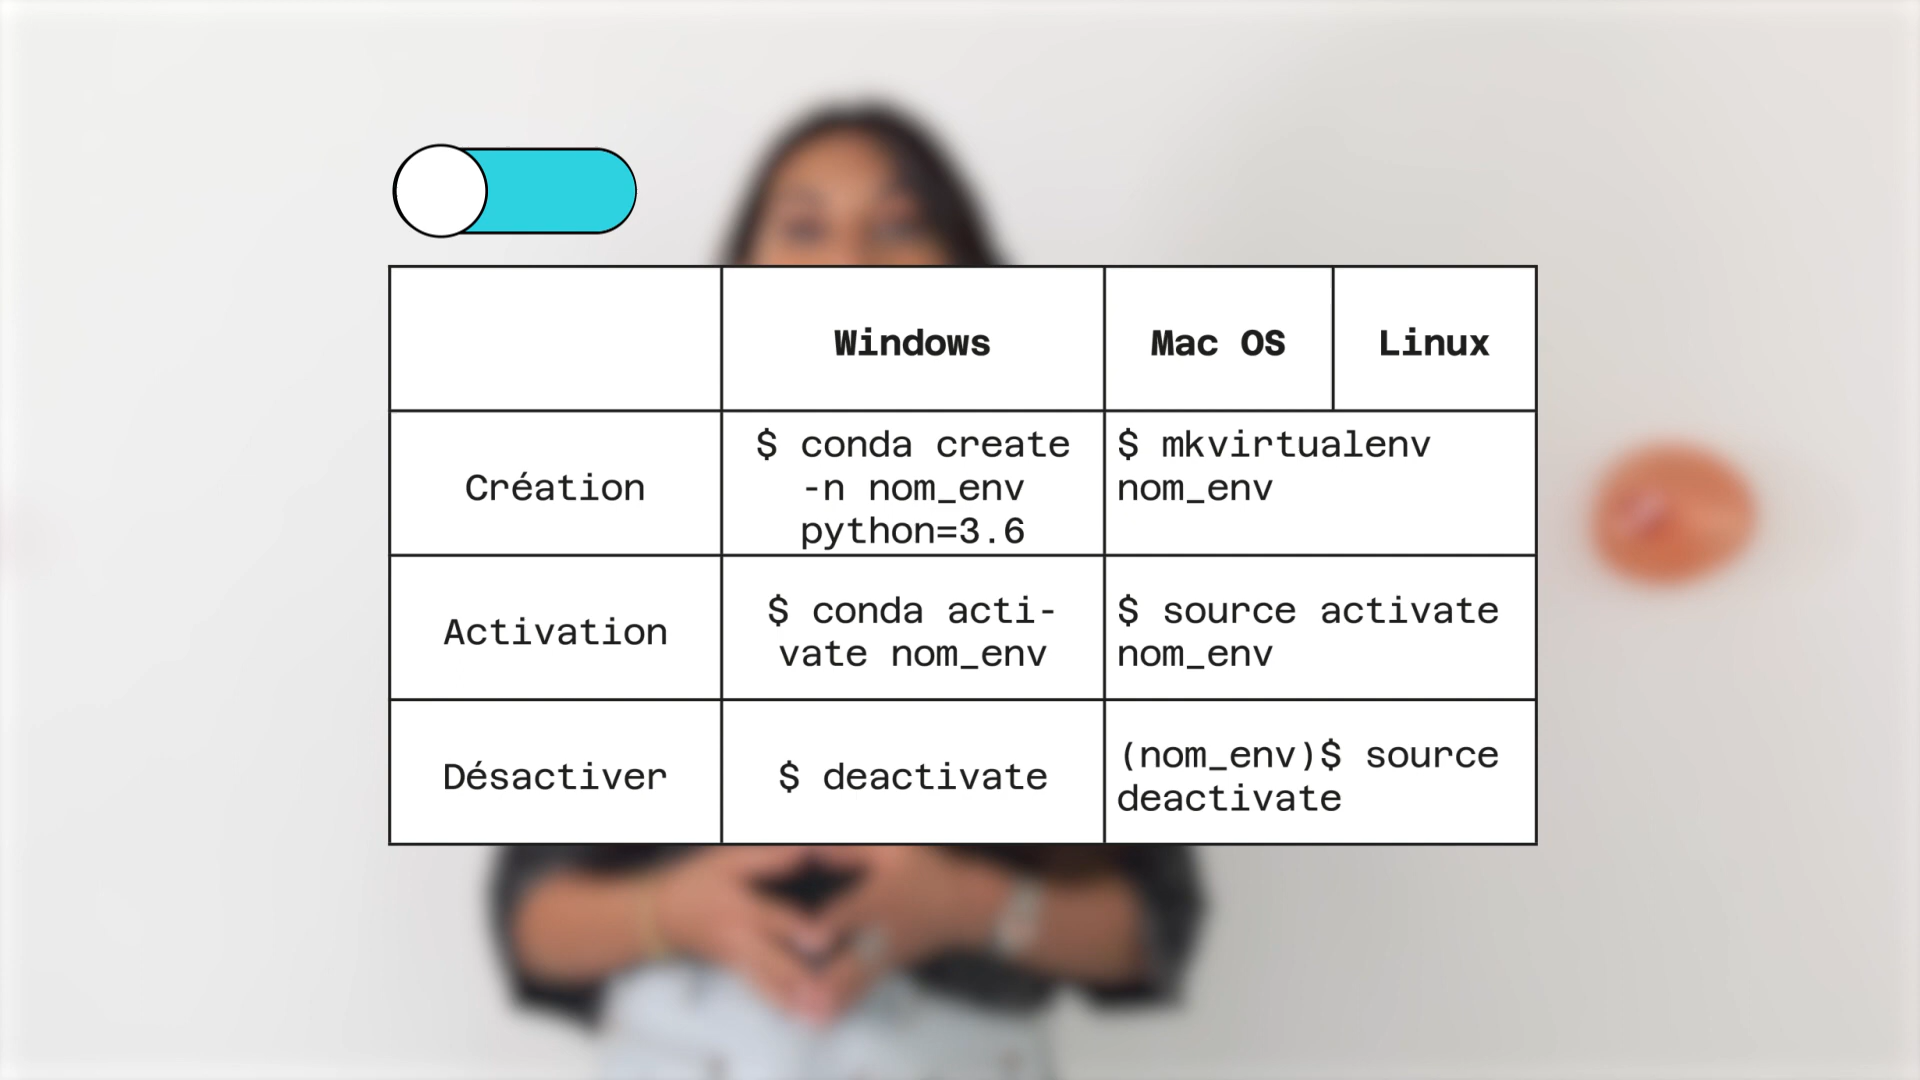 Windows
Mac OS
Linux
Création
$ conda create
-n nom_env
python=3.6
$ mkvirtualenv
nom_env
Activation
$ conda acti-
vate nom_env
$ source activate
nom_env
Désactiver
$ deactivate
(nom_env)$ source
deactivate